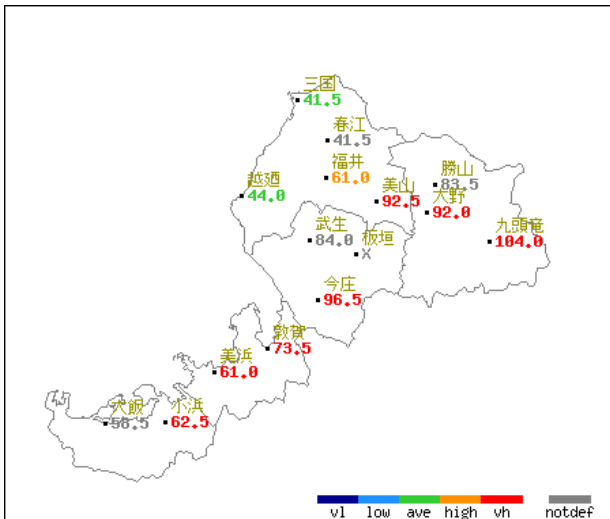 三国
41.5
春江
41.5
福井
61.0
越廼
44.0
美山
92.5
勝山
83.5
大野
92.0
九頭竜
104.0
武生
84.0
板垣
X
今庄
96.5
敦賀
73.5
美浜
61.0
小浜
62.5
大飯
58.5
vl low ave high vh notdef